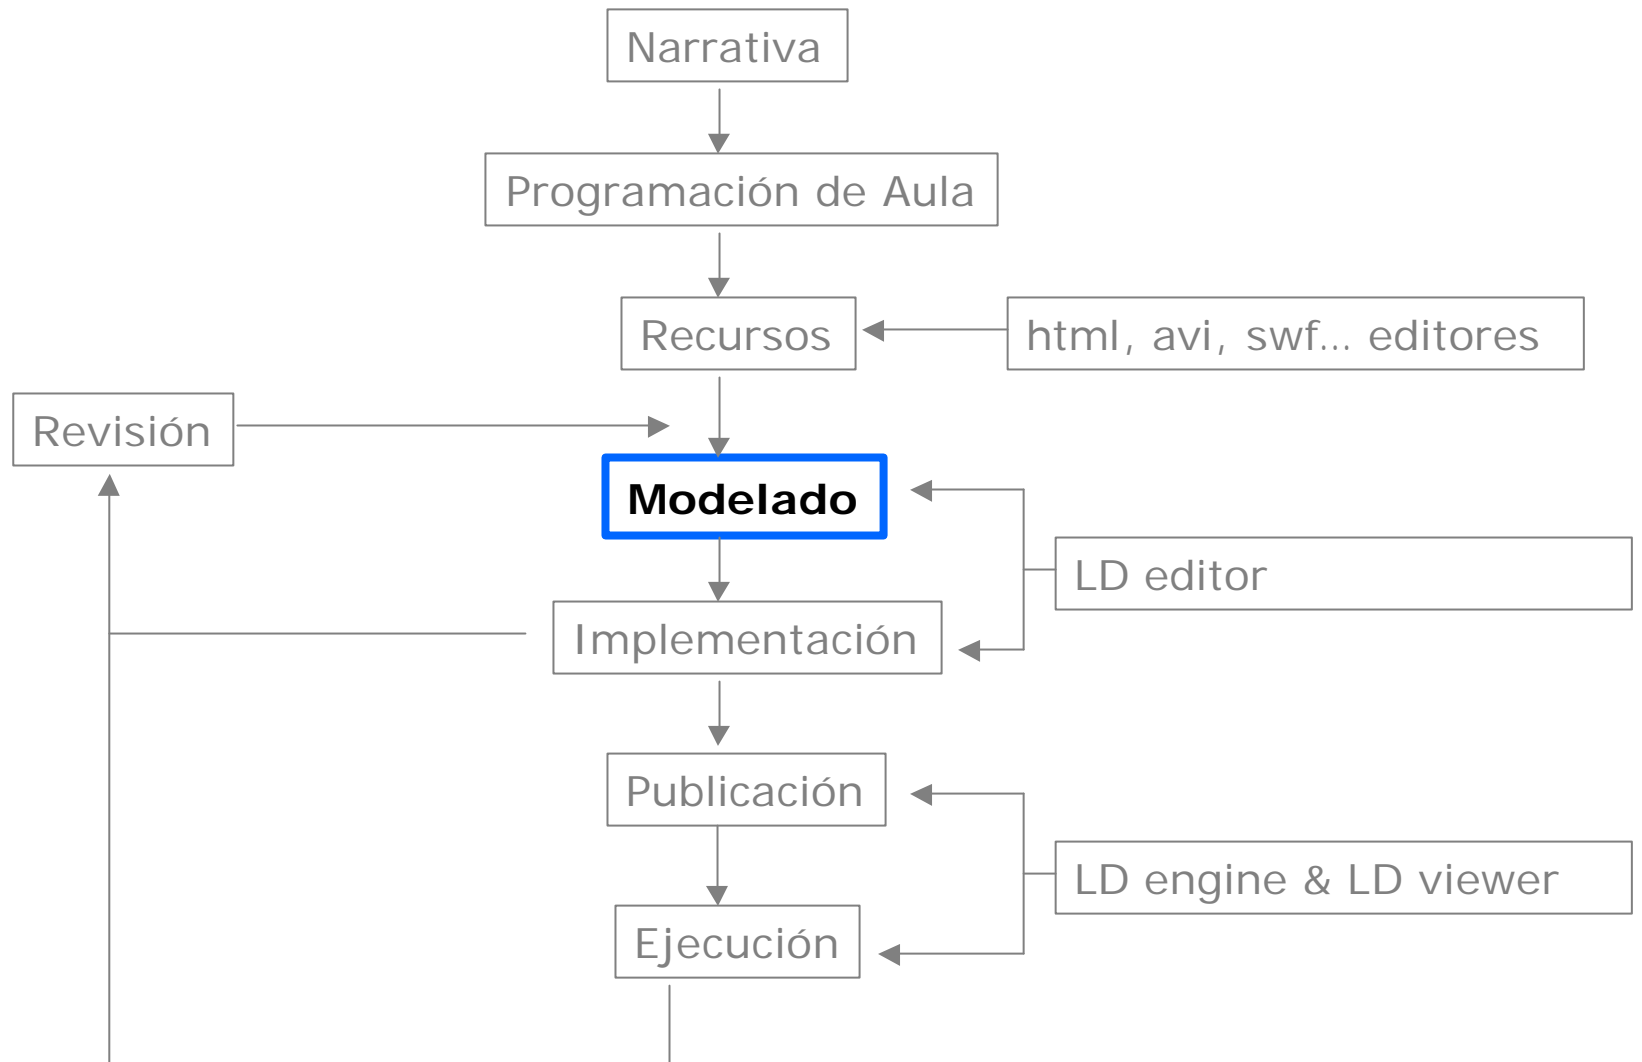 Narrativa
Programación de Aula
Recursos
html, avi, swf... editores
Revisión
Modelado
LD editor
Implementación
Publicación
LD engine & LD viewer
Ejecución